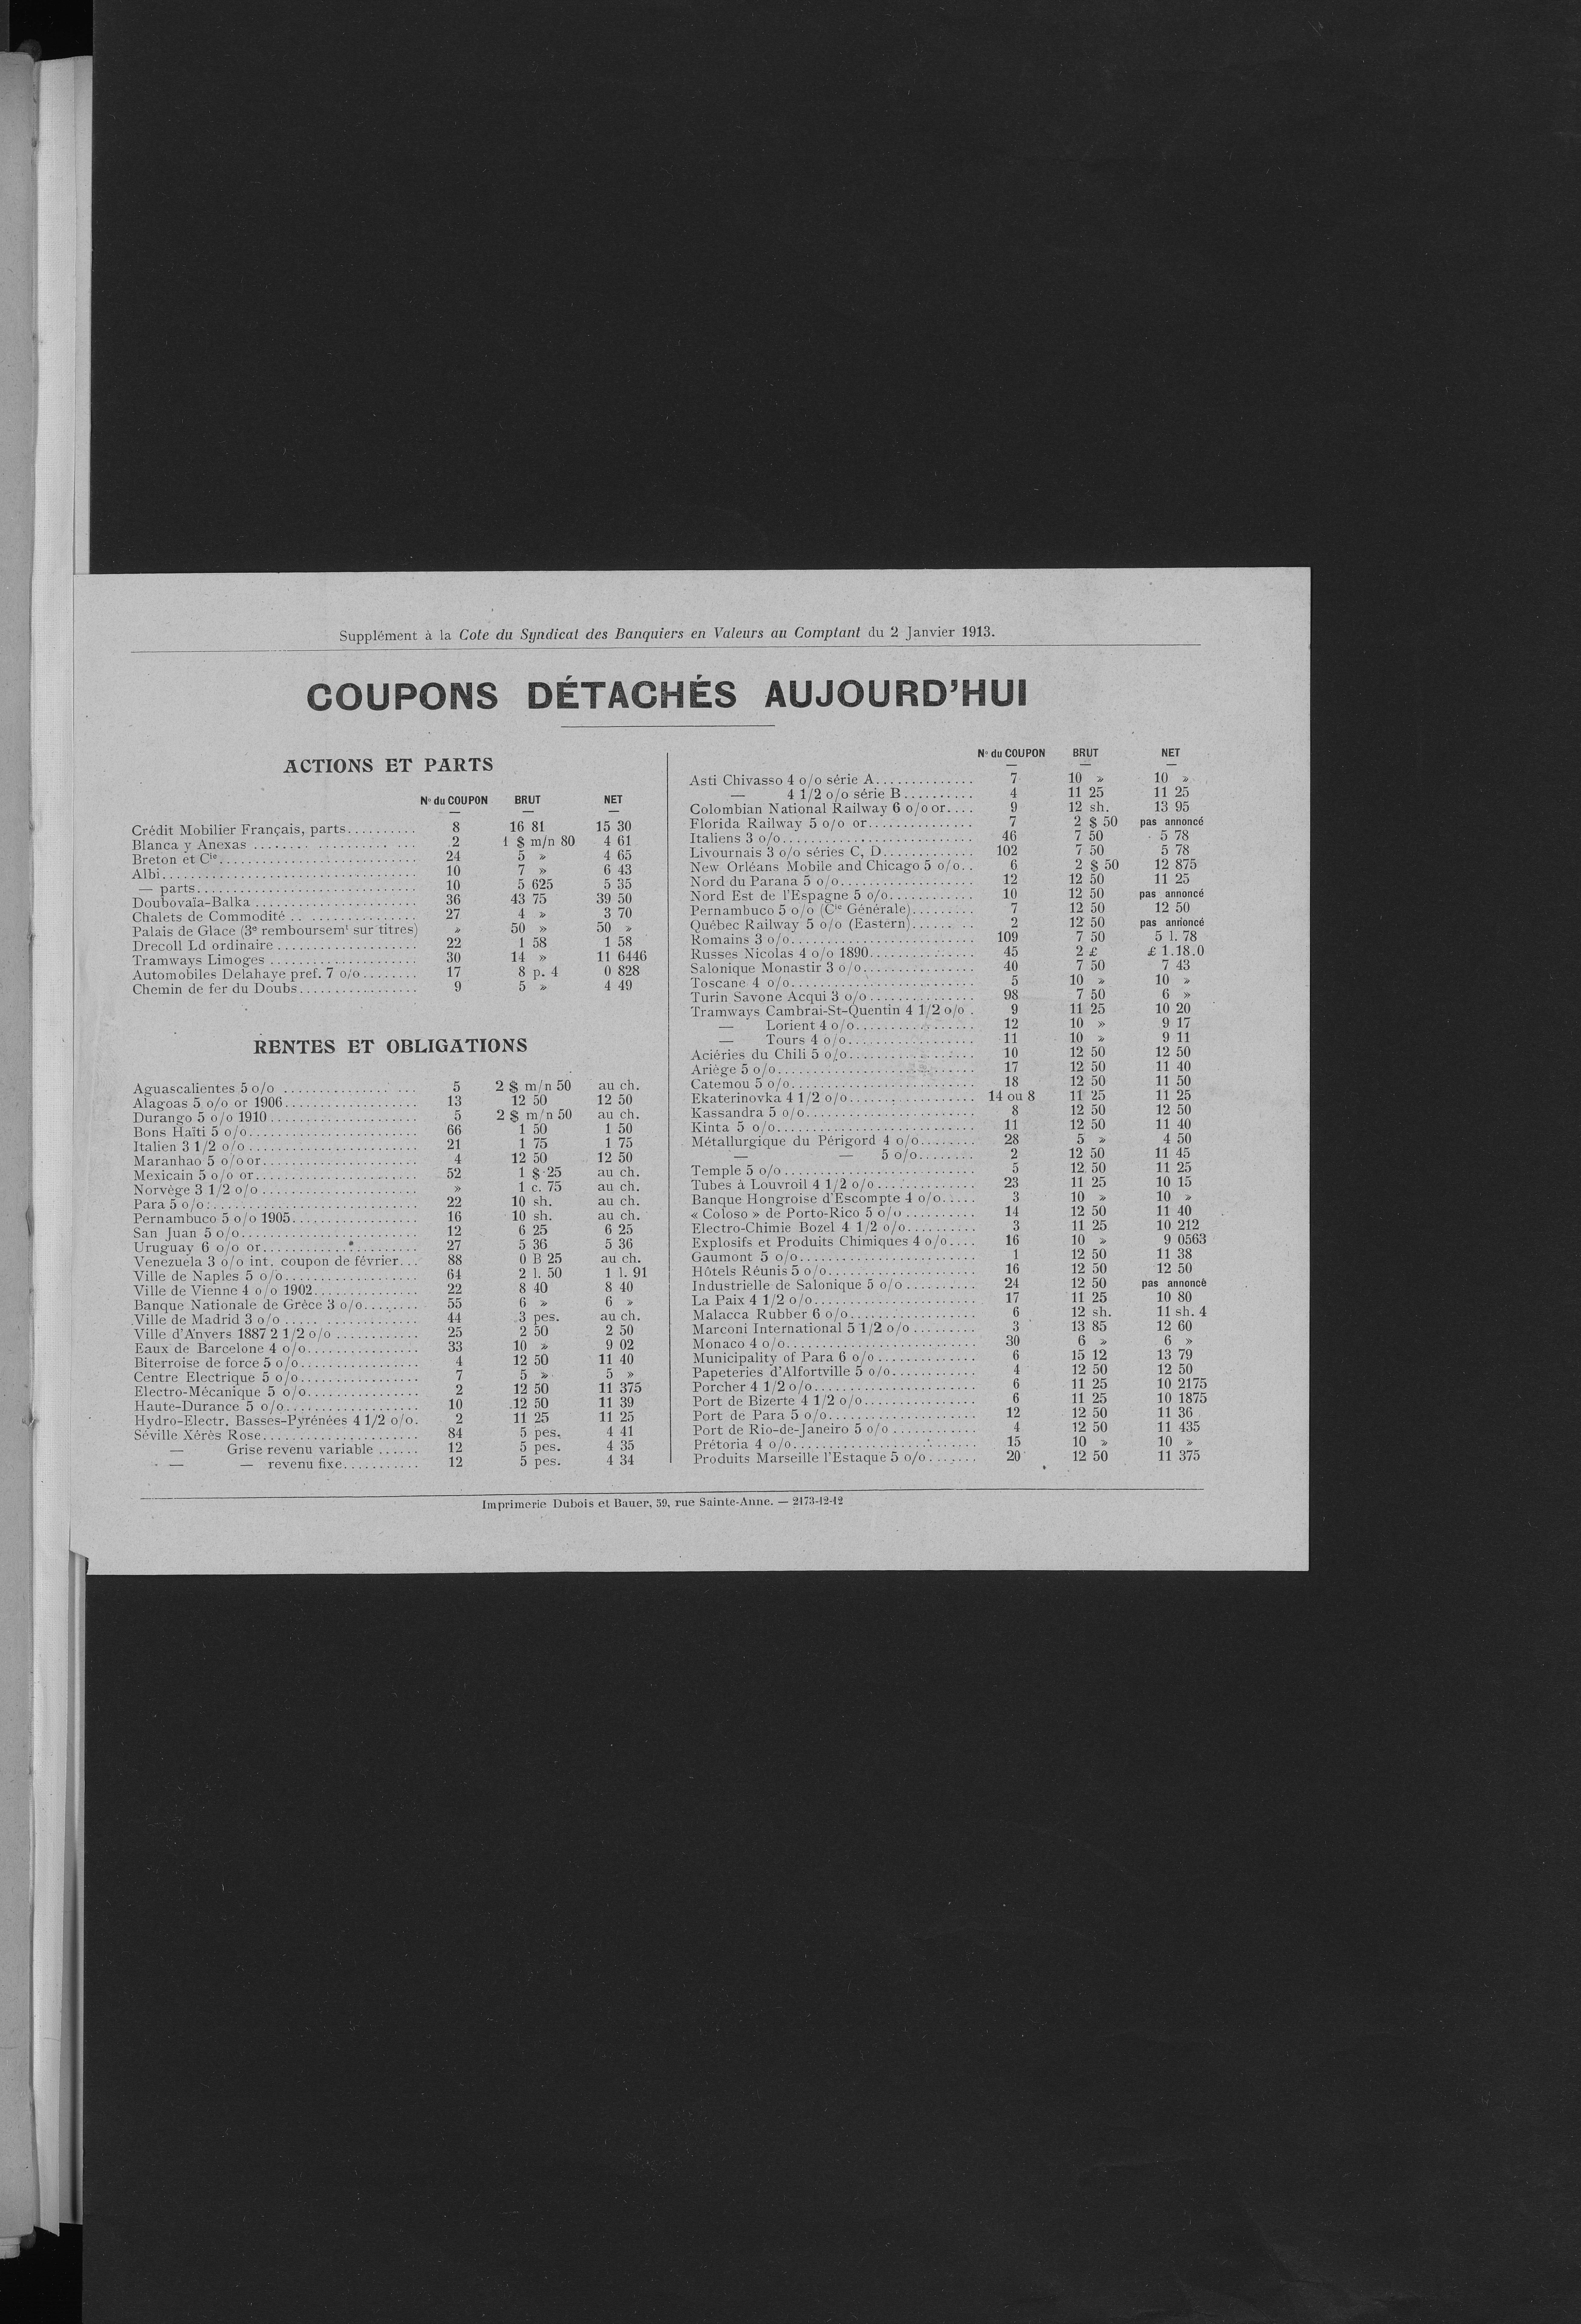 Supplément à la Cote du Syndicat des Banquiers en Valeurs au Comptant du 2 Janvier 1913.
COUPONS DÉTACHÉS AUJOURD'HUI
ACTIONS ET PARTS
N° du COUPON BRUT NET
Crédit Mobilier Français, parts.......... 8 16 81 15 30
Blanca y Anexas ........ 2 1 $ m/n 80 4 61
Breton et Cie.......... 24 5 » 4 65
Albi.......... 10 7 » 6 43
— parts.......... 10 5 625 5 35
Doubovaïa-Balka .......... 36 43 75 39 50
Chalets de Commodité .......... 27 4 » 3 70
Palais de Glace (3e remboursemt sur titres) » 50 » 50 »
Drecoll Ld ordinaire .......... 22 1 58 1 58
Tramways Limoges .......... 30 14 » 11 6446
Automobiles Delahaye pref. 7 o/o........ 17 8 p. 4 0 828
Chemin de fer du Doubs.......... 9 5 » 4 49
RENTES ET OBLIGATIONS
Aguascalientes 5 o/o .......... 5 2 $ m/n 50 au ch.
Alagoas 5 o/o or 1906.......... 13 12 50 12 50
Durango 5 o/o 1910.......... 5 2 $ m/n 50 au ch.
Bons Haïti 5 o/o.......... 66 1 50 1 50
Italien 3 1/2 o/o.......... 21 1 75 1 75
Maranhao 5 o/o or.......... 4 12 50 12 50
Mexicain 5 o/o or.......... 52 1 $ 25 au ch.
Norvège 3 1/2 o/o.......... » 1 c. 75 au ch.
Para 5 o/o.......... 22 10 sh. au ch.
Pernambuco 5 o/o 1905.......... 16 10 sh. au ch.
San Juan 5 o/o.......... 12 6 25 6 25
Uruguay 6 o/o or.......... 27 5 36 5 36
Venezuela 3 o/o int. coupon de février... 88 0 B 25 au ch.
Ville de Naples 5 o/o.......... 64 2 l. 50 1 l. 91
Ville de Vienne 4 o/o 1902.......... 22 8 40 8 40
Banque Nationale de Grèce 3 o/o........ 55 6 » 6 »
Ville de Madrid 3 o/o .......... 44 3 pes. au ch.
Ville d'Anvers 1887 2 1/2 o/o .......... 25 2 50 2 50
Eaux de Barcelone 4 o/o.......... 33 10 » 9 02
Biterroise de force 5 o/o.......... 4 12 50 11 40
Centre Electrique 5 o/o.......... 7 5 » 5 »
Electro-Mécanique 5 o/o.......... 2 12 50 11 375
Haute-Durance 5 o/o.......... 10 12 50 11 39
Hydro-Electr. Basses-Pyrénées 4 1/2 o/o. 2 11 25 11 25
Séville Xérès Rose.......... 84 5 pes. 4 41
— Grise revenu variable ...... 12 5 pes. 4 35
— — revenu fixe.......... 12 5 pes. 4 34
N° du COUPON BRUT NET
Asti Chivasso 4 o/o série A.......... 7 10 » 10 »
— 4 1/2 o/o série B.......... 4 11 25 11 25
Colombian National Railway 6 o/o or.... 9 12 sh. 13 95
Florida Railway 5 o/o or.......... 7 2 $ 50 pas annoncé
Italiens 3 o/o.......... 46 7 50 5 78
Livournais 3 o/o séries C, D.......... 102 7 50 5 78
New Orléans Mobile and Chicago 5 o/o.. 6 2 $ 50 12 875
Nord du Parana 5 o/o.......... 12 12 50 11 25
Nord Est de l'Espagne 5 o/o.......... 10 12 50 pas annoncé
Pernambuco 5 o/o (Cie Générale)........ 7 12 50 12 50
Québec Railway 5 o/o (Eastern)........ 2 12 50 pas annoncé
Romains 3 o/o.......... 109 7 50 5 l. 78
Russes Nicolas 4 o/o 1890.......... 45 2 £ £ 1.18.0
Salonique Monastir 3 o/o.......... 40 7 50 7 43
Toscane 4 o/o.......... 5 10 » 10 »
Turin Savone Acqui 3 o/o.......... 98 7 50 6 »
Tramways Cambrai-St-Quentin 4 1/2 o/o . 9 11 25 10 20
— Lorient 4 o/o.......... 12 10 » 9 17
— Tours 4 o/o.......... 11 10 » 9 11
Aciéries du Chili 5 o/o.......... 10 12 50 12 50
Ariège 5 o/o.......... 17 12 50 11 40
Catemou 5 o/o.......... 18 12 50 11 50
Ekaterinovka 4 1/2 o/o.......... 14 ou 8 11 25 11 25
Kassandra 5 o/o.......... 8 12 50 12 50
Kinta 5 o/o.......... 11 12 50 11 40
Métallurgique du Périgord 4 o/o........ 28 5 » 4 50
— — 5 o/o........ 2 12 50 11 45
Temple 5 o/o.......... 5 12 50 11 25
Tubes à Louvroil 4 1/2 o/o.......... 23 11 25 10 15
Banque Hongroise d'Escompte 4 o/o..... 3 10 » 10 »
« Coloso » de Porto-Rico 5 o/o .......... 14 12 50 11 40
Electro-Chimie Bozel 4 1/2 o/o.......... 3 11 25 10 212
Explosifs et Produits Chimiques 4 o/o.... 16 10 » 9 0563
Gaumont 5 o/o.......... 1 12 50 11 38
Hôtels Réunis 5 o/o.......... 16 12 50 12 50
Industrielle de Salonique 5 o/o .......... 24 12 50 pas annoncé
La Paix 4 1/2 o/o.......... 17 11 25 10 80
Malacca Rubber 6 o/o.......... 6 12 sh. 11 sh. 4
Marconi International 5 1/2 o/o ......... 3 13 85 12 60
Monaco 4 o/o.......... 30 6 » 6 »
Municipality of Para 6 o/o .......... 6 15 12 13 79
Papeteries d'Alfortville 5 o/o.......... 4 12 50 12 50
Porcher 4 1/2 o/o.......... 6 11 25 10 2175
Port de Bizerte 4 1/2 o/o.......... 6 11 25 10 1875
Port de Para 5 o/o.......... 12 12 50 11 36
Port de Rio-de-Janeiro 5 o/o .......... 4 12 50 11 435
Prétoria 4 o/o.......... 15 10 » 10 »
Produits Marseille l'Estaque 5 o/o....... 20 12 50 11 375
Imprimerie Dubois et Bauer, 59, rue Sainte-Anne. — 2173-12-12